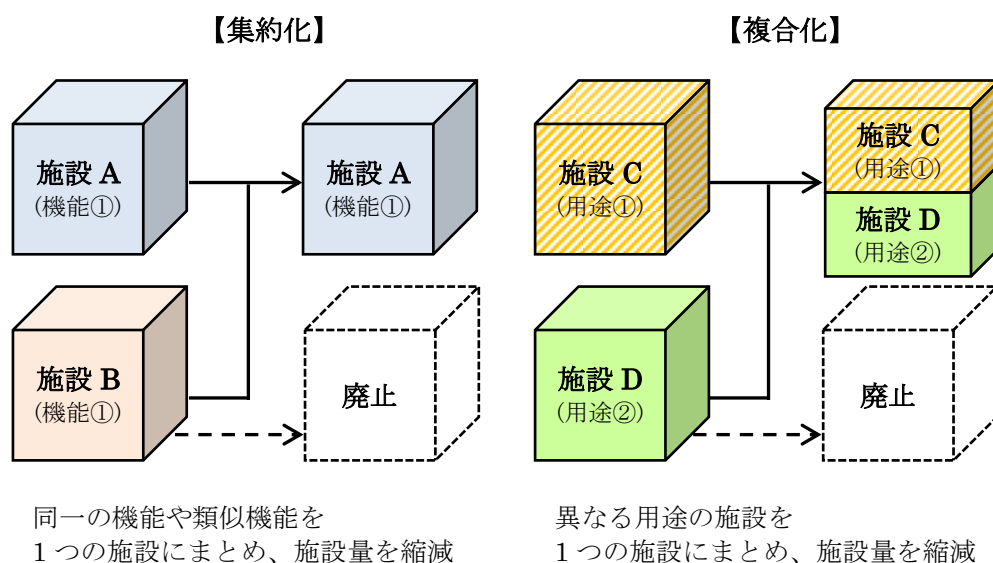 【集約化】
施設 A
(機能①)
施設 A
(機能①)
施設 B
(機能①)
廃止
同一の機能や類似機能を
1 つの施設にまとめ、施設量を縮減
【複合化】
施設 C
(用途①)
施設 C
(用途①)
施設 D
(用途②)
施設 D
(用途②)
廃止
異なる用途の施設を
1 つの施設にまとめ、施設量を縮減